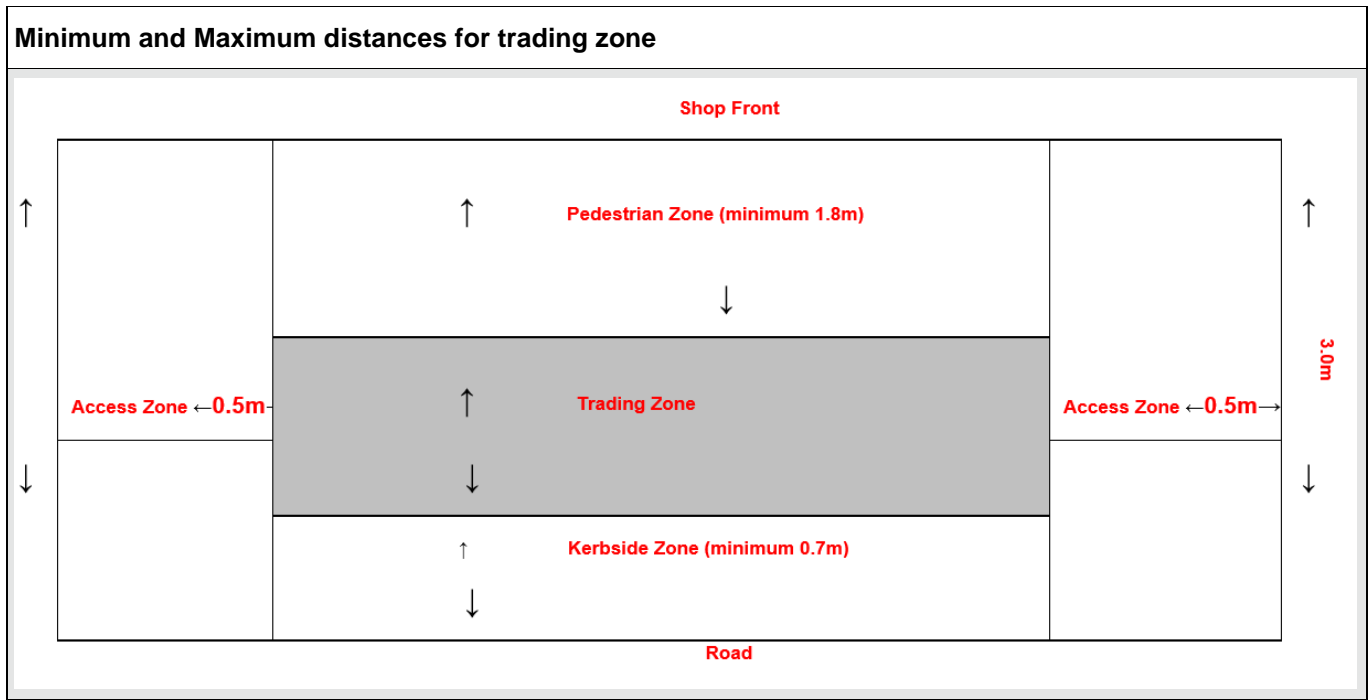 Minimum and Maximum distances for trading zone
Shop Front
↑ ↑ Pedestrian Zone (minimum 1.8m) ↑
↓
3.0m
Access Zone ←0.5m- ↑ Trading Zone Access Zone ←0.5m→
↓ ↓ ↓
↑ Kerbside Zone (minimum 0.7m)
↓
Road